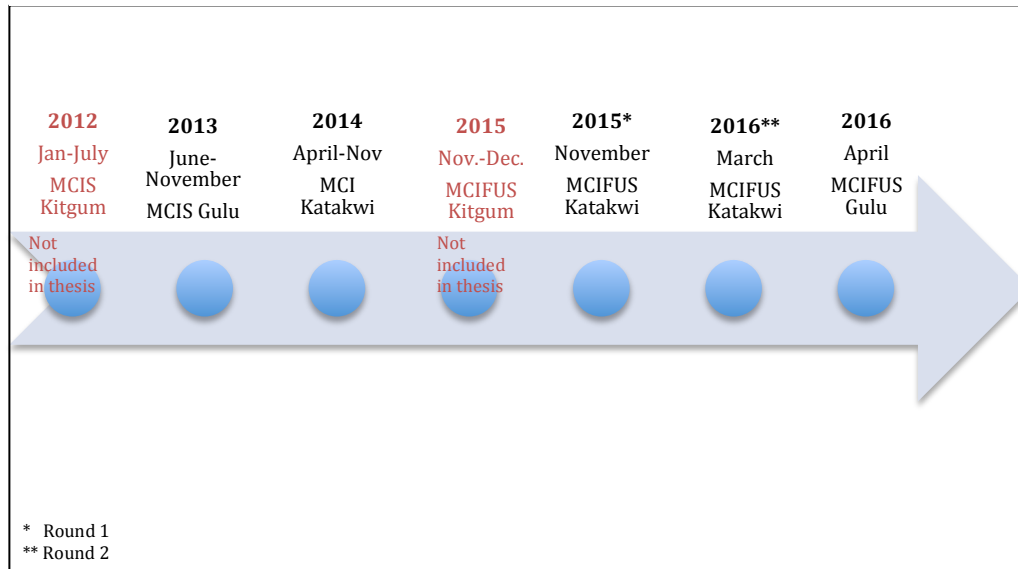 2012
Jan-July
MCIS
Kitgum
Not
included
in thesis
2013
June-
November
MCIS Gulu
2014
April-Nov
MCI
Katakwi
2015
Nov.-Dec.
MCIFUS
Kitgum
Not
included
in thesis
2015*
November
MCIFUS
Katakwi
2016**
March
MCIFUS
Katakwi
2016
April
MCIFUS
Gulu
* Round 1
** Round 2